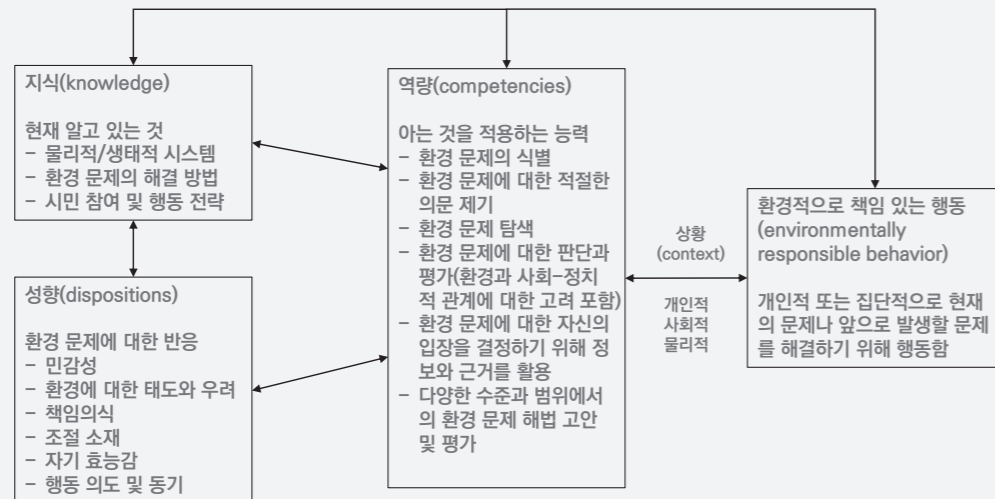 지식(knowledge)
현재 알고 있는 것
- 물리적/생태적 시스템
- 환경 문제의 해결 방법
- 시민 참여 및 행동 전략
성향(dispositions)
환경 문제에 대한 반응
- 민감성
- 환경에 대한 태도와 우려
- 책임의식
- 조절 소재
- 자기 효능감
- 행동 의도 및 동기
역량(competencies)
아는 것을 적용하는 능력
- 환경 문제의 식별
- 환경 문제에 대한 적절한
의문 제기
- 환경 문제 탐색
- 환경 문제에 대한 판단과
평가(환경과 사회-정치
적 관계에 대한 고려 포함)
- 환경 문제에 대한 자신의
입장을 결정하기 위해 정
보와 근거를 활용
- 다양한 수준과 범위에서
의 환경 문제 해법 고안
및 평가
상황
(context)
개인적
사회적
물리적
환경적으로 책임 있는 행동
(environmentally
responsible behavior)
개인적 또는 집단적으로 현재
의 문제나 앞으로 발생할 문제
를 해결하기 위해 행동함